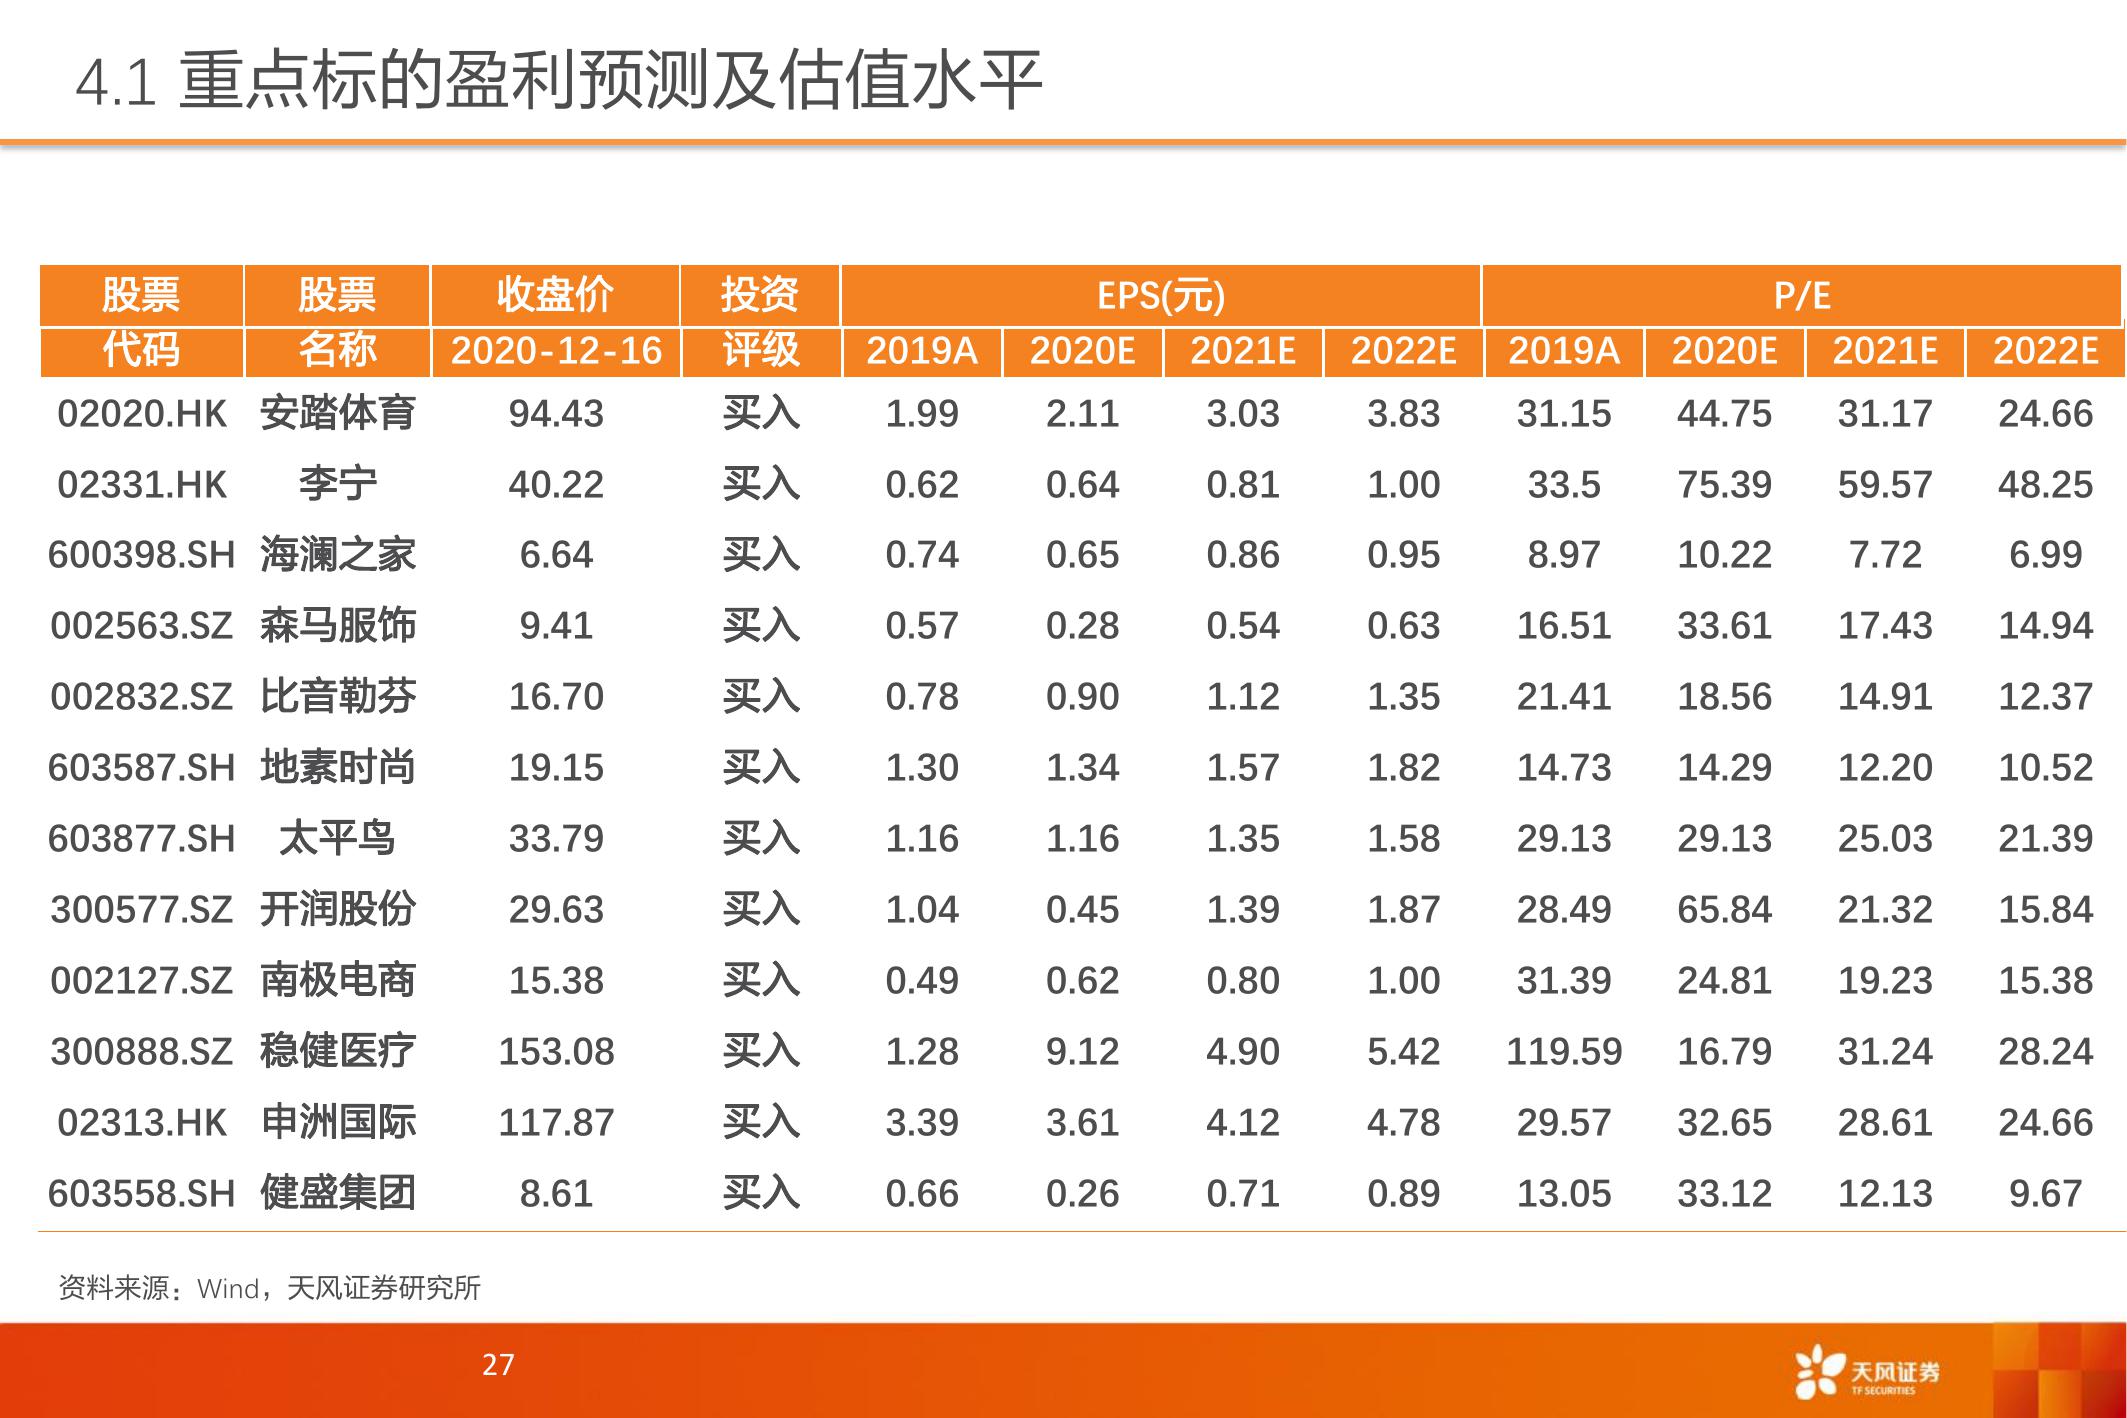 4.1 重点标的盈利预测及估值水平
股票 股票 收盘价 投资 EPS(元) P/E
代码 名称 2020-12-16 评级 2019A 2020E 2021E 2022E 2019A 2020E 2021E 2022E
02020.HK 安踏体育 94.43 买入 1.99 2.11 3.03 3.83 31.15 44.75 31.17 24.66
02331.HK 李宁 40.22 买入 0.62 0.64 0.81 1.00 33.5 75.39 59.57 48.25
600398.SH 海澜之家 6.64 买入 0.74 0.65 0.86 0.95 8.97 10.22 7.72 6.99
002563.SZ 森马服饰 9.41 买入 0.57 0.28 0.54 0.63 16.51 33.61 17.43 14.94
002832.SZ 比音勒芬 16.70 买入 0.78 0.90 1.12 1.35 21.41 18.56 14.91 12.37
603587.SH 地素时尚 19.15 买入 1.30 1.34 1.57 1.82 14.73 14.29 12.20 10.52
603877.SH 太平鸟 33.79 买入 1.16 1.16 1.35 1.58 29.13 29.13 25.03 21.39
300577.SZ 开润股份 29.63 买入 1.04 0.45 1.39 1.87 28.49 65.84 21.32 15.84
002127.SZ 南极电商 15.38 买入 0.49 0.62 0.80 1.00 31.39 24.81 19.23 15.38
300888.SZ 稳健医疗 153.08 买入 1.28 9.12 4.90 5.42 119.59 16.79 31.24 28.24
02313.HK 申洲国际 117.87 买入 3.39 3.61 4.12 4.78 29.57 32.65 28.61 24.66
603558.SH 健盛集团 8.61 买入 0.66 0.26 0.71 0.89 13.05 33.12 12.13 9.67
资料来源：Wind，天风证券研究所
27
天风证券
TF SECURITIES